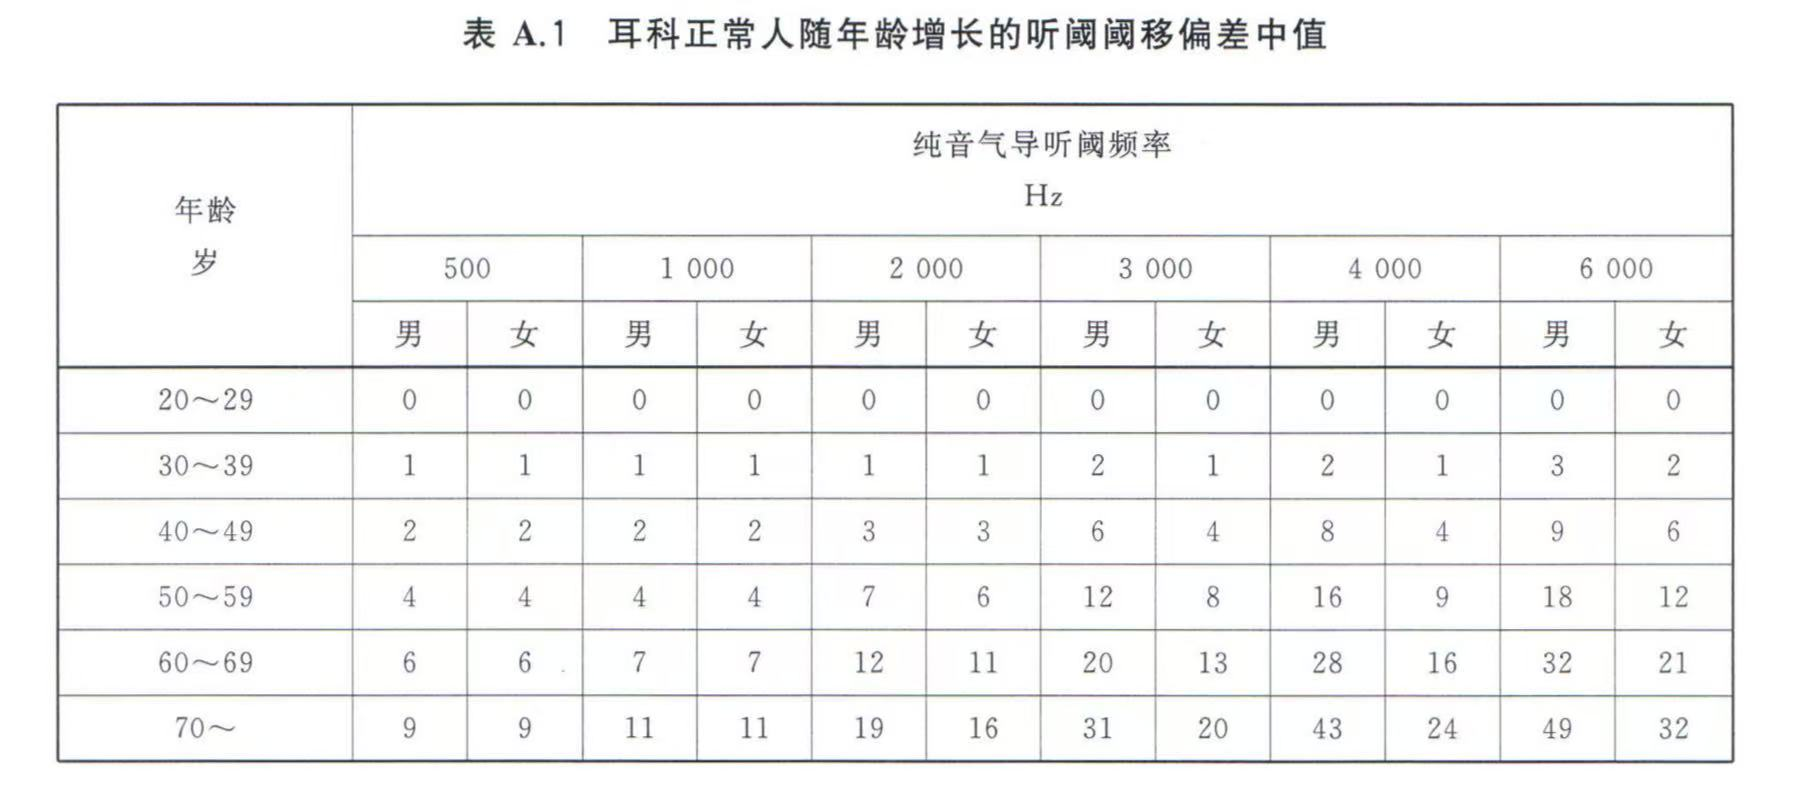 表 A.1 耳科正常人随年龄增长的听阈阈移偏差中值
年龄
岁
纯音气导听阈频率
Hz
500 1 000 2 000 3 000 4 000 6 000
男 女 男 女 男 女 男 女 男 女 男 女
20～29 0 0 0 0 0 0 0 0 0 0 0 0
30～39 1 1 1 1 1 1 2 1 2 1 3 2
40～49 2 2 2 2 3 3 6 4 8 4 9 6
50～59 4 4 4 4 7 6 12 8 16 9 18 12
60～69 6 6 7 7 12 11 20 13 28 16 32 21
70～ 9 9 11 11 19 16 31 20 43 24 49 32